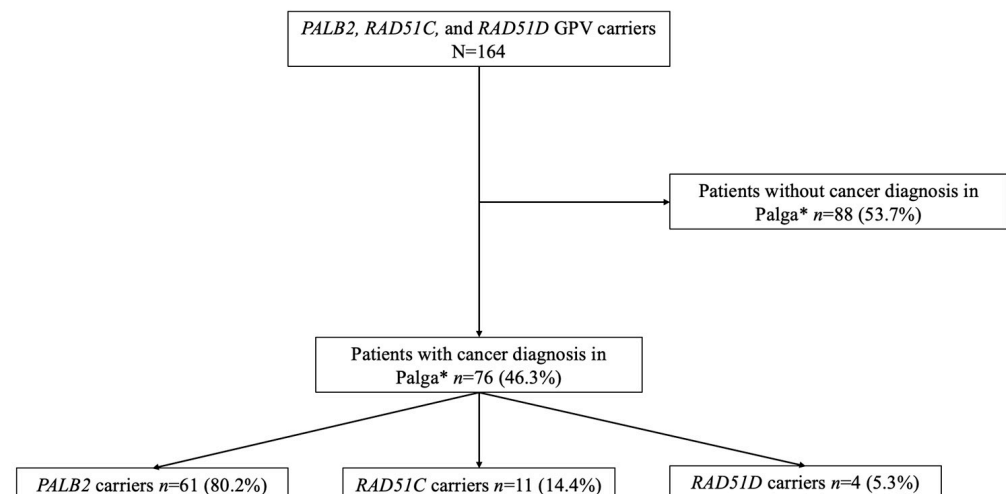 PALB2, RAD51C, and RAD51D GPV carriers
N=164
Patients without cancer diagnosis in
Palga* n=88 (53.7%)
Patients with cancer diagnosis in
Palga* n=76 (46.3%)
PALB2 carriers n=61 (80.2%)
RAD51C carriers n=11 (14.4%)
RAD51D carriers n=4 (5.3%)